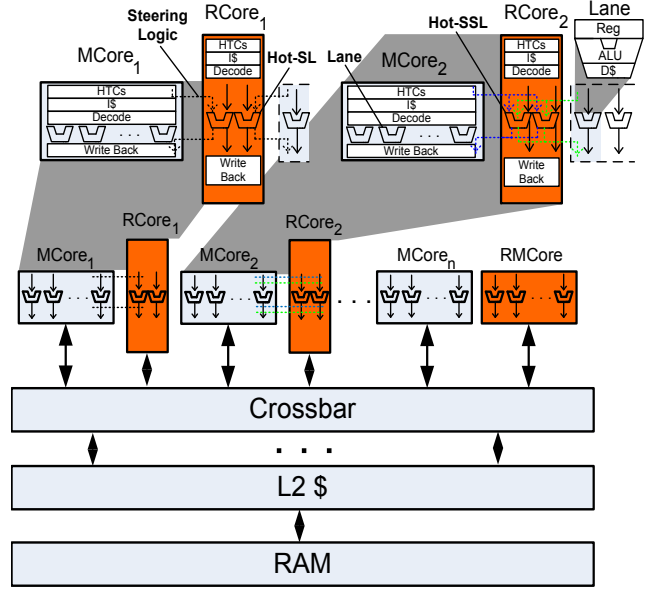 Steering Logic
RCore1
RCore2
Lane
MCore1
HTCs
I$
Decode
Hot-SL
Lane
MCore2
Hot-SSL
HTCs
I$
Decode
Reg
ALU
D$
HTCs
I$
Decode
. . .
Write Back
Write Back
HTCs
I$
Decode
. . .
Write Back
Write Back
MCore1
RCore1
MCore2
RCore2
MCoren
RMCore
. . .
. . .
. . .
. . .
Crossbar
. . .
L2 $
RAM